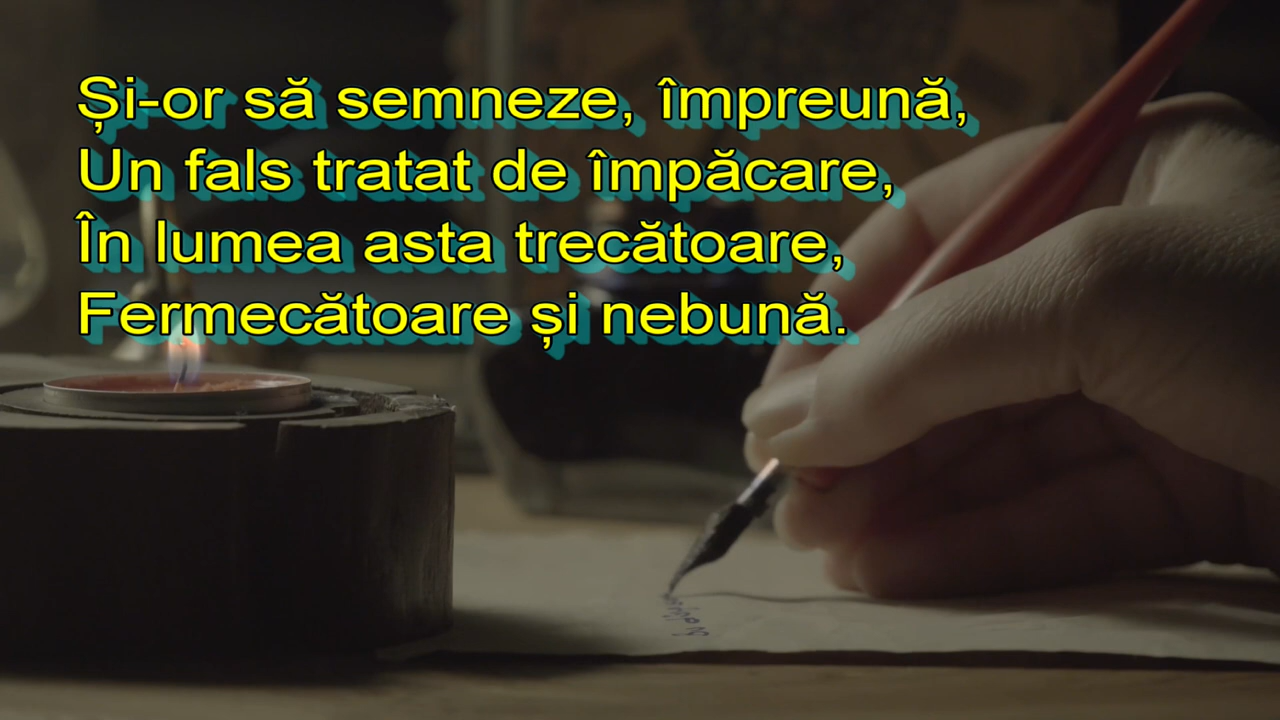 Și-or să semneze, împreună,
Un fals tratat de împăcare,
În lumea asta trecătoare,
Fermecătoare și nebună.